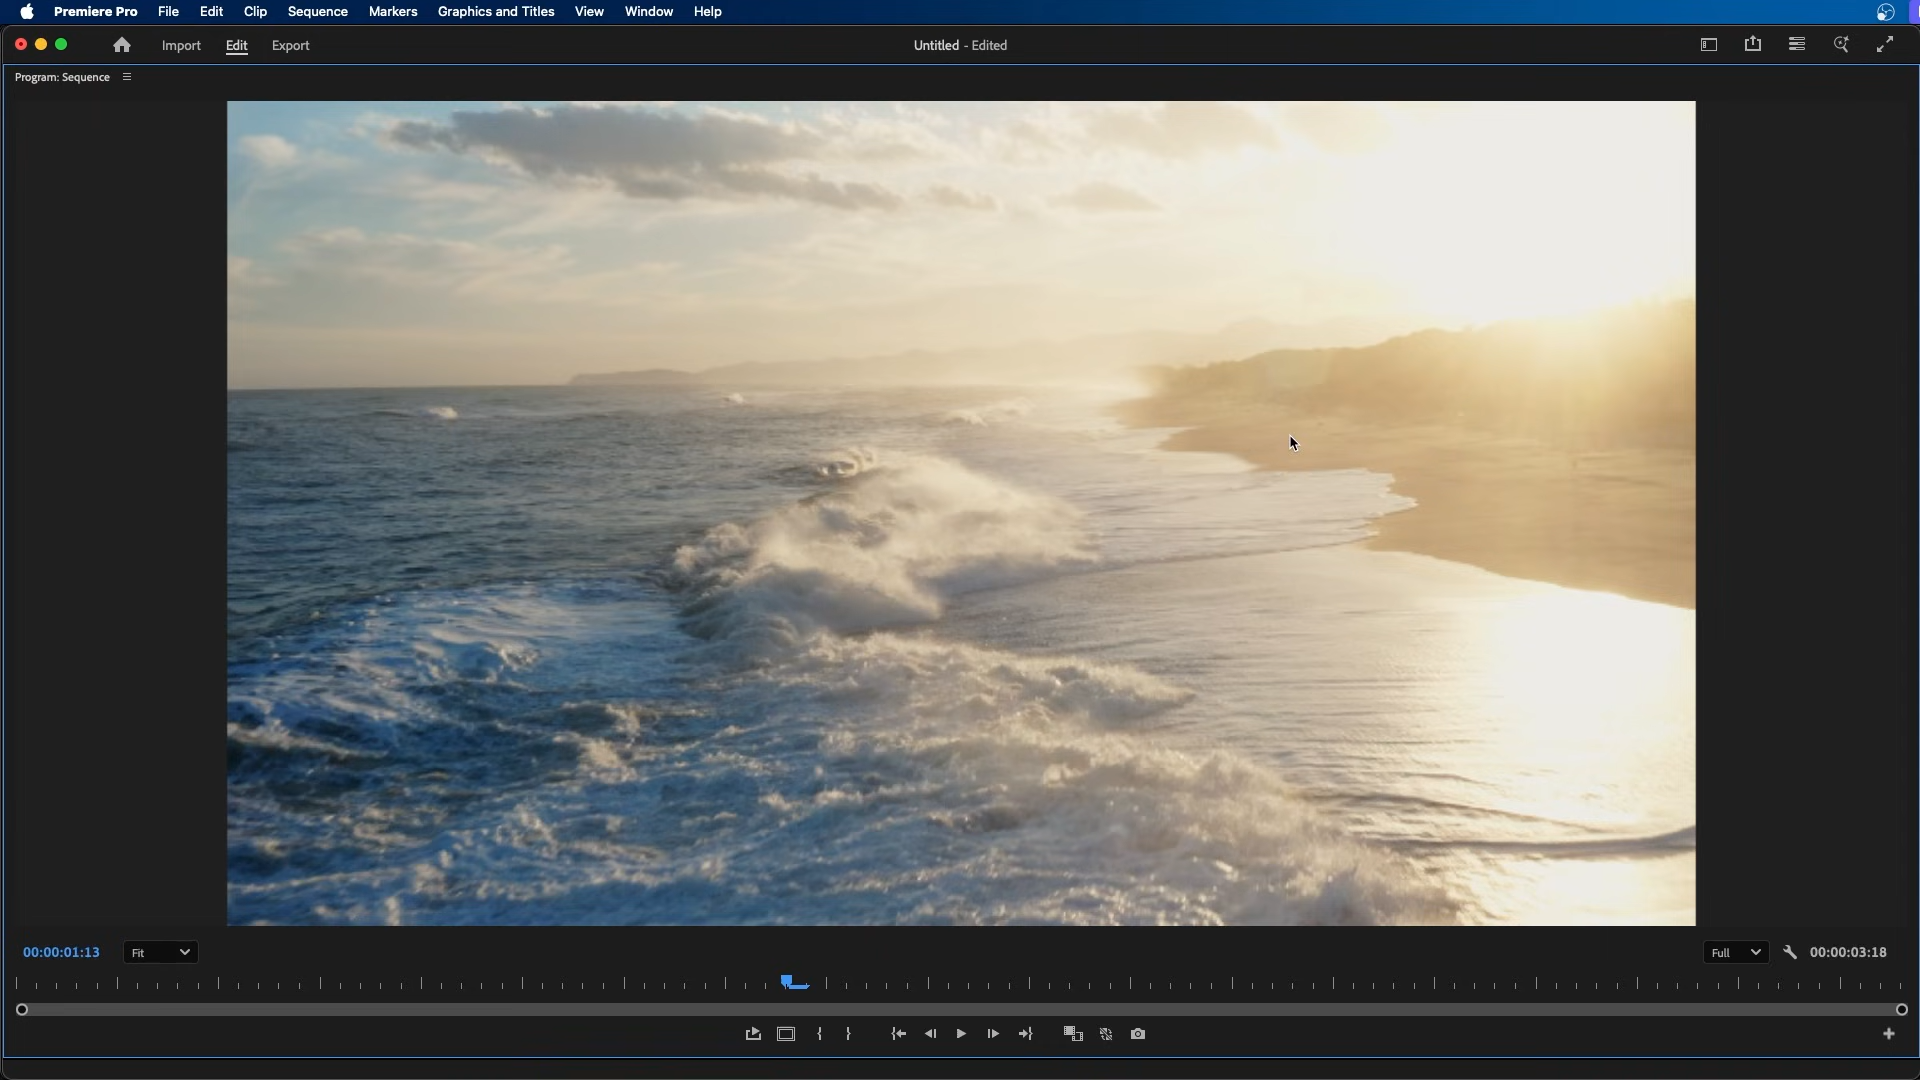 Premiere Pro File Edit Clip Sequence Markers Graphics and Titles View Window Help
Import Edit Export Untitled - Edited
Program: Sequence
00:00:01:13 Fit Full 00:00:03:18